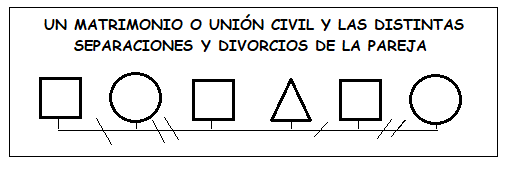 UN MATRIMONIO O UNIÓN CIVIL Y LAS DISTINTAS
SEPARACIONES Y DIVORCIOS DE LA PAREJA